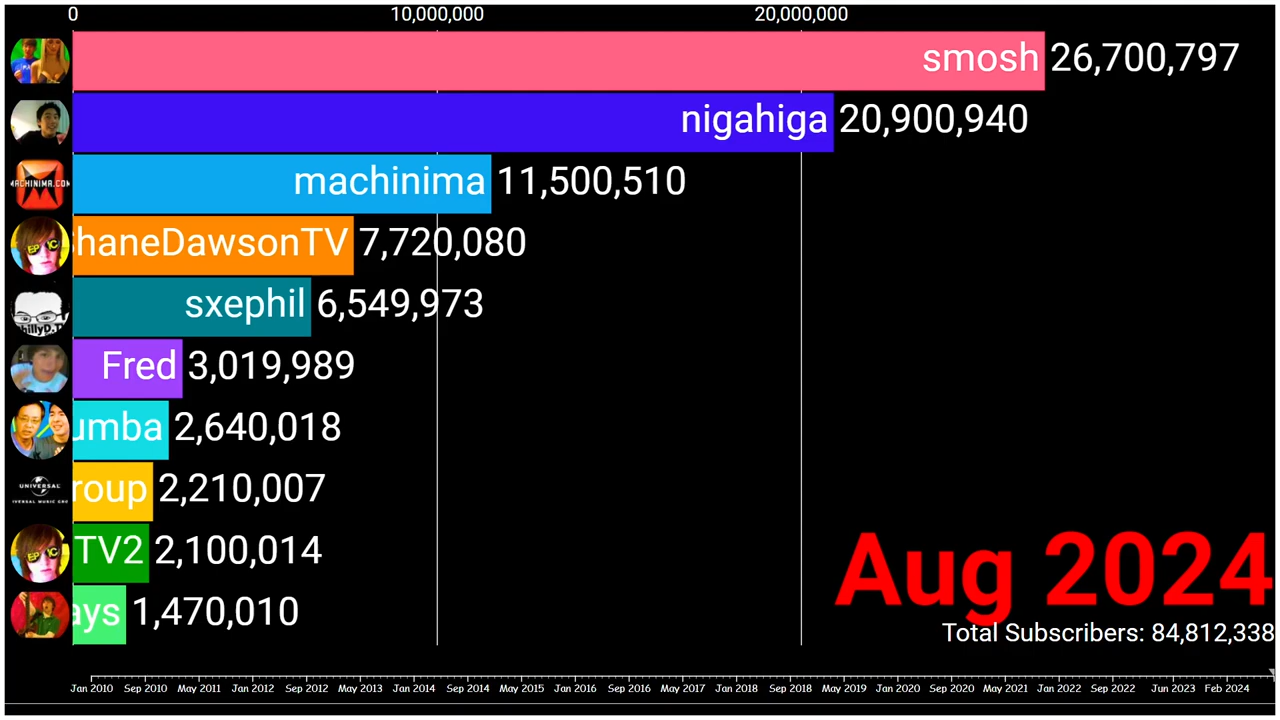 0 10,000,000 20,000,000
smosh 26,700,797
nigahiga 20,900,940
MACHINIMA.COM machinima 11,500,510
EPIC haneDawsonTV 7,720,080
sxephil 6,549,973
Fred 3,019,989
umba 2,640,018
UNIVERSAL roup 2,210,007
EPIC TV2 2,100,014
ays 1,470,010
Aug 2024
Total Subscribers: 84,812,338
Jan 2010 Sep 2010 May 2011 Jan 2012 Sep 2012 May 2013 Jan 2014 Sep 2014 May 2015 Jan 2016 Sep 2016 May 2017 Jan 2018 Sep 2018 May 2019 Jan 2020 Sep 2020 May 2021 Jan 2022 Sep 2022 Jun 2023 Feb 2024